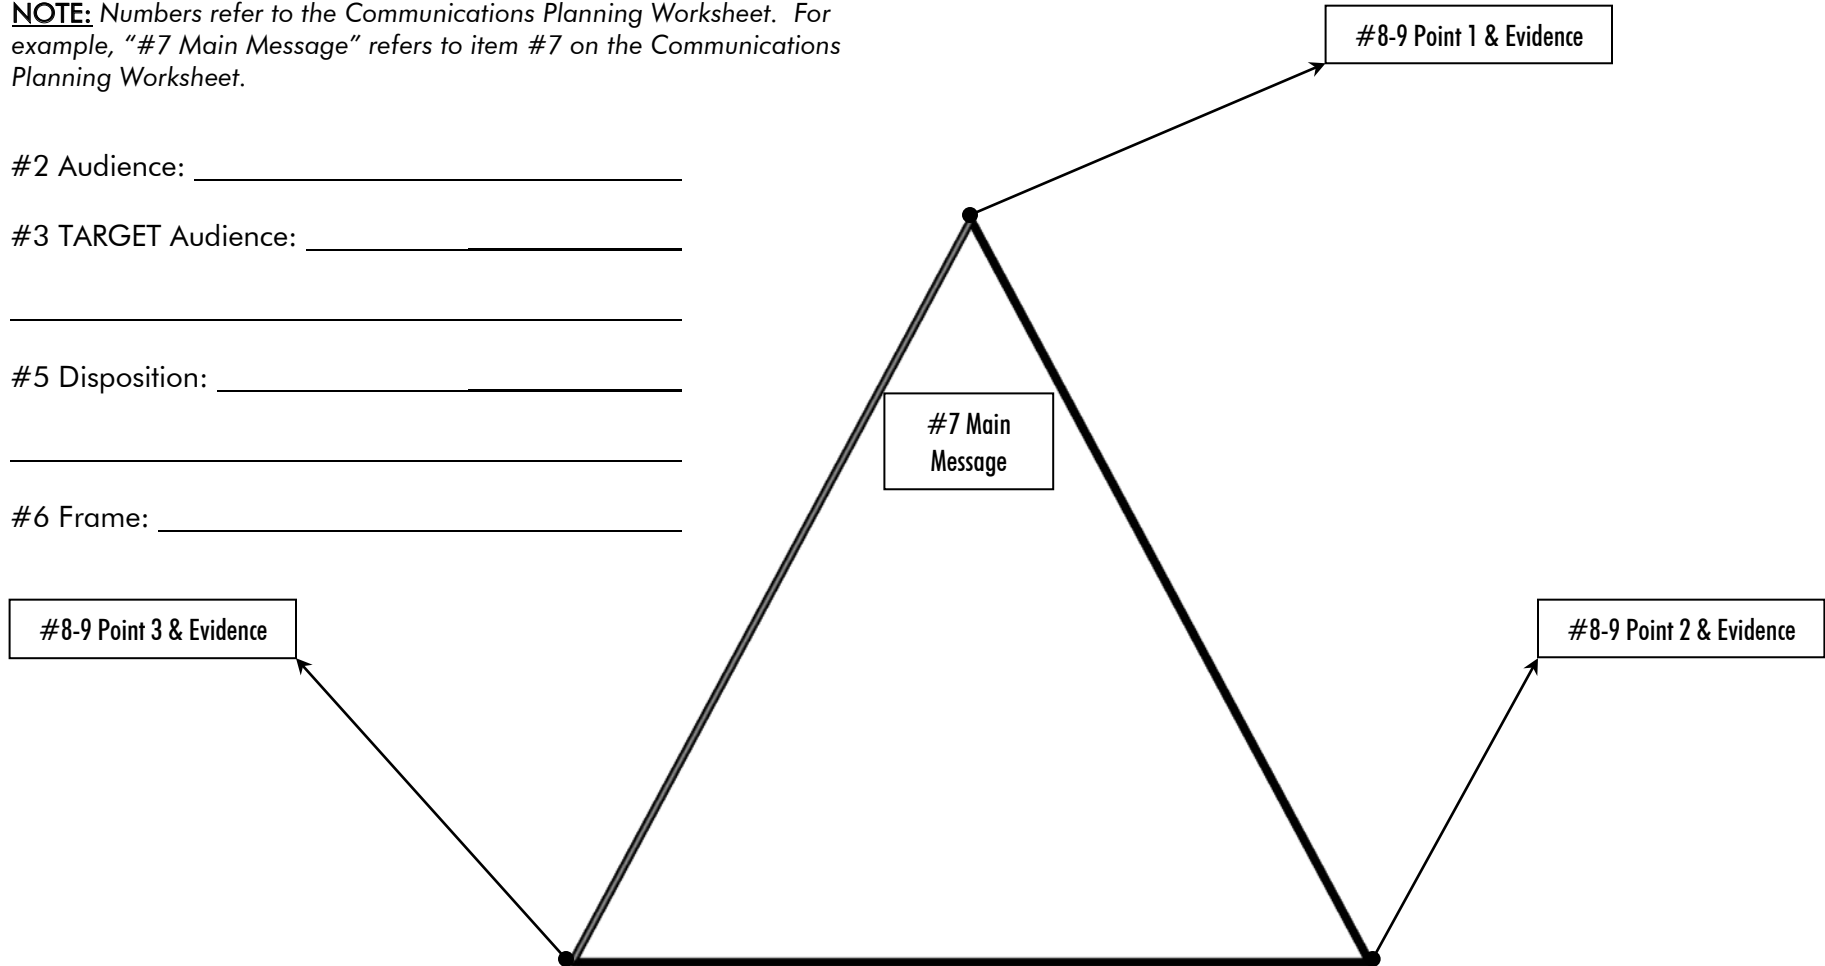 NOTE: Numbers refer to the Communications Planning Worksheet.  For
example, “#7 Main Message” refers to item #7 on the Communications
Planning Worksheet.
#8-9 Point 1 & Evidence
#2 Audience:
#3 TARGET Audience:
#5 Disposition:
#7 Main
Message
#6 Frame:
#8-9 Point 3 & Evidence
#8-9 Point 2 & Evidence